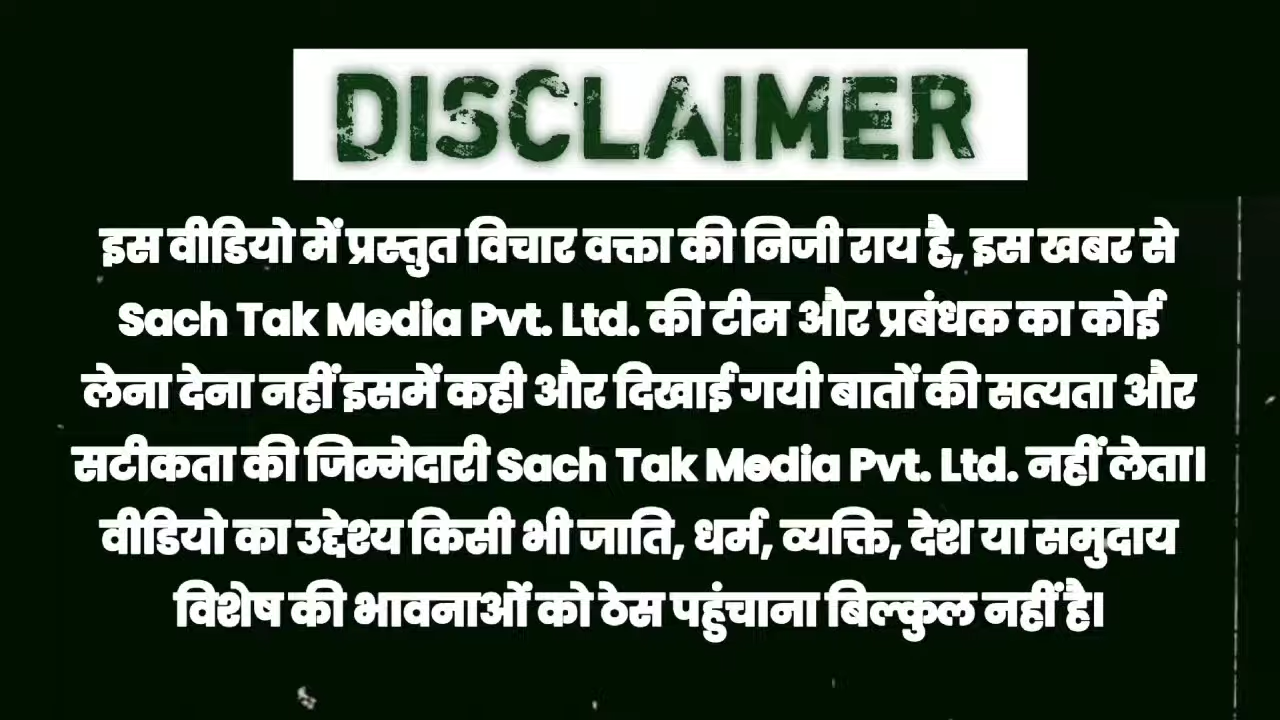 DISCLAIMER
इस वीडियो में प्रस्तुत विचार वक्ता की निजी राय है, इस खबर से
Sach Tak Media Pvt. Ltd. की टीम और प्रबंधक का कोई
लेना देना नहीं इसमें कही और दिखाई गयी बातों की सत्यता और
सटीकता की जिम्मेदारी Sach Tak Media Pvt. Ltd. नहीं लेता।
वीडियो का उद्देश्य किसी भी जाति, धर्म, व्यक्ति, देश या समुदाय
विशेष की भावनाओं को ठेस पहुंचाना बिल्कुल नहीं है।